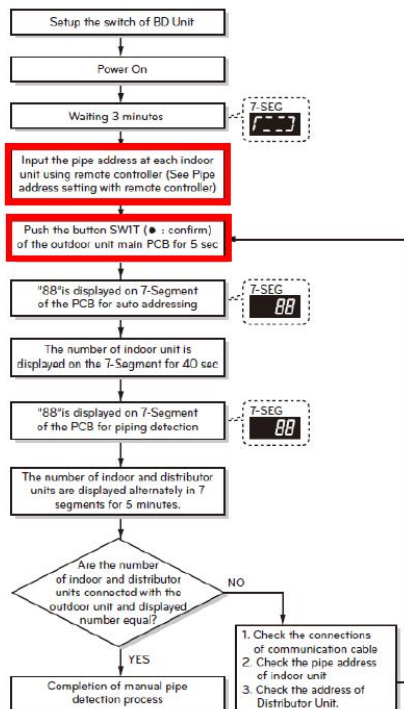 Setup the switch of BD Unit
Power On
Waiting 3 minutes
7-SEG
Input the pipe address at each indoor
unit using remote controller (See Pipe
address setting with remote controller)
Push the button SW1T (● : confirm)
of the outdoor unit main PCB for 5 sec
"88"is displayed on 7-Segment
of the PCB for auto addressing
7-SEG
88
The number of indoor unit is
displayed on the 7-Segment for 40 sec
"88"is displayed on 7-Segment
of the PCB for piping detection
7-SEG
88
The number of indoor and distributor
units are displayed alternately in 7
segments for 5 minutes.
Are the number
of indoor and distributor
units connected with the
outdoor unit and displayed
number equal?
NO
YES
1. Check the connections
of communication cable
2. Check the pipe address
of indoor unit
3. Check the address of
Distributor Unit.
Completion of manual pipe
detection process